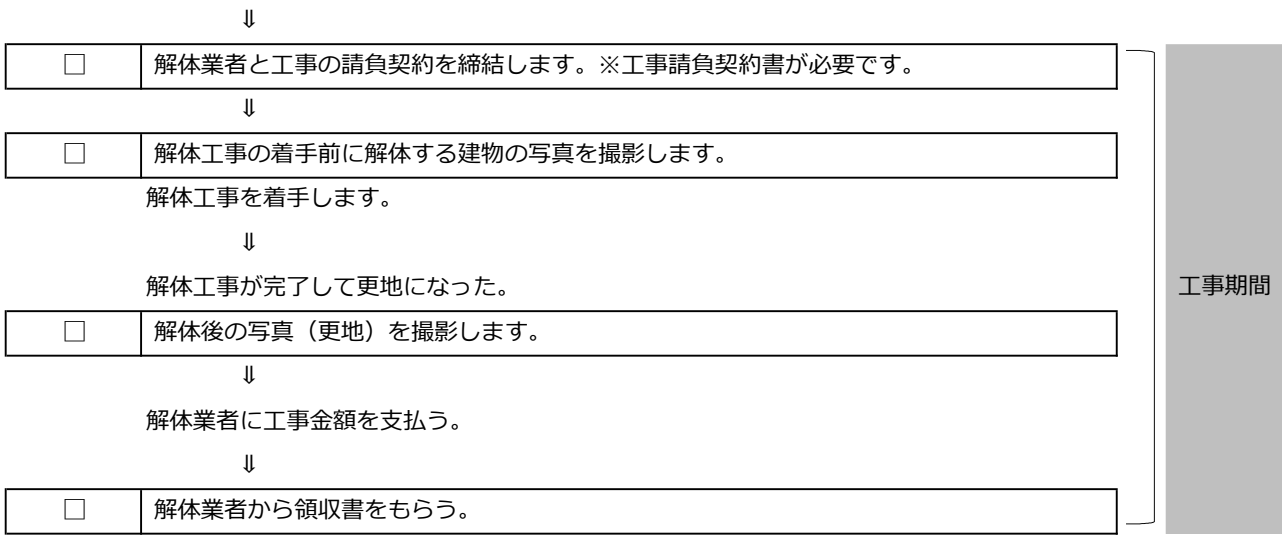 ⇓
□ 解体業者と工事の請負契約を締結します。※工事請負契約書が必要です。
⇓
□ 解体工事の着手前に解体する建物の写真を撮影します。
解体工事を着手します。
⇓
解体工事が完了して更地になった。
工事期間
□ 解体後の写真（更地）を撮影します。
⇓
解体業者に工事金額を支払う。
⇓
□ 解体業者から領収書をもらう。